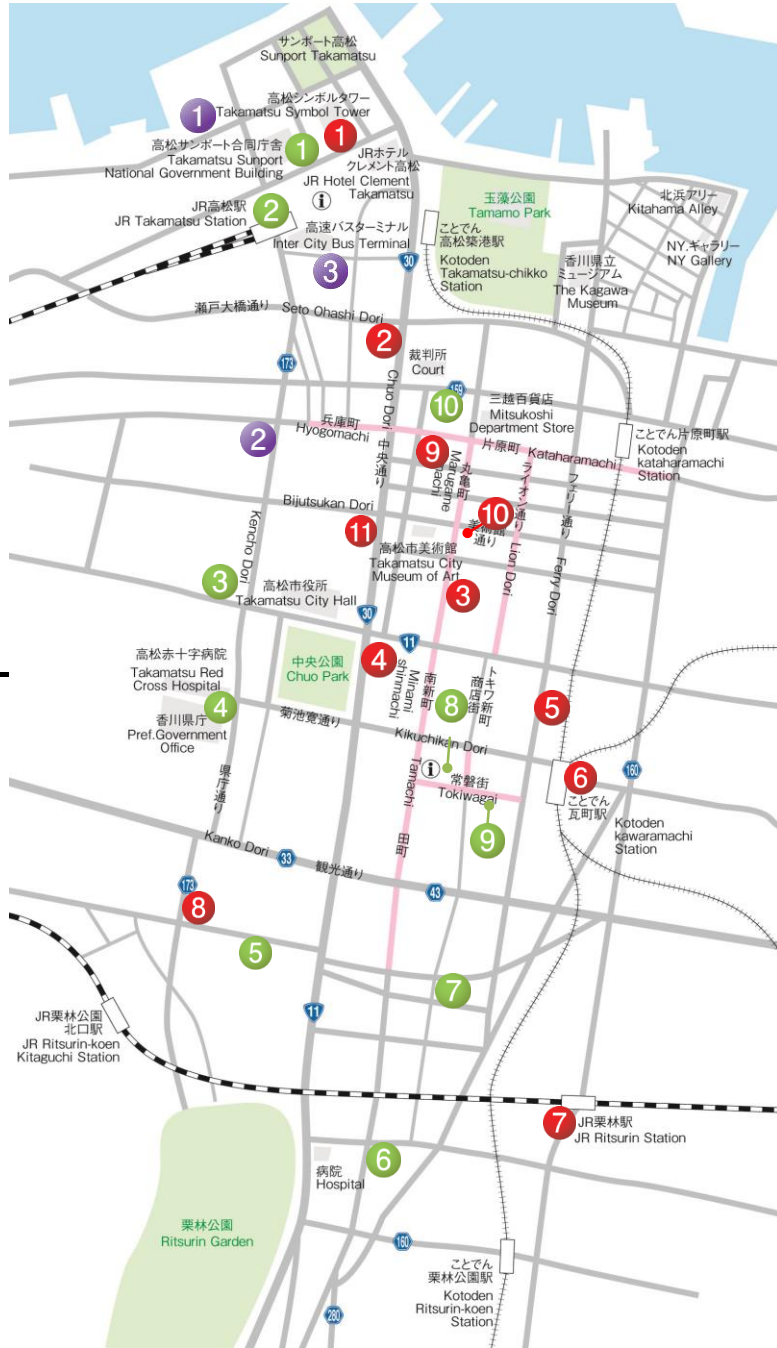 サンポート高松
Sunport Takamatsu
高松シンボルタワー
Takamatsu Symbol Tower
1
1
1
高松サンポート合同庁舎
Takamatsu Sunport
National Government Building
JRホテル
クレメント高松
JR Hotel Clement
Takamatsu
i
2
JR高松駅
JR Takamatsu Station
高速バスターミナル
Inter City Bus Terminal
3
30
ことでん
高松築港駅
Kotoden
Takamatsu-chikko
Station
玉藻公園
Tamamo Park
北浜アリー
Kitahama Alley
NY.ギャラリー
NY Gallery
香川県立
ミュージアム
The Kagawa
Museum
瀬戸大橋通り Seto Ohashi Dori
2
裁判所
Court
173
Chuo Dori 中央通り
159
10
三越百貨店
Mitsukoshi
Department Store
兵庫町
Hyogomachi
2
9
片原町 Kataharamachi
ことでん片原町駅
Kotoden
kataharamachi
Station
丸亀町
Marugame
machi
ライオン通り
Lion Dori
フェリー通り
Ferry Dori
Bijutsukan Dori
10
美術館
通り
11
高松市美術館
Takamatsu City
Museum of Art
Kencho Dori
3
高松市役所
Takamatsu City Hall
3
30
11
高松赤十字病院
Takamatsu Red
Cross Hospital
中央公園
Chuo Park
4
Minami
shinmachi
南新町
トキワ新町
商店街
8
5
4
香川県庁
Pref.Government
Office
菊池寛通り
Kikuchikan Dori
県庁通り
i
Tamachi 田町
常磐街
Tokiwagai
6
160
ことでん
瓦町駅
Kotoden
kawaramachi
Station
9
Kanko Dori
33
観光通り
43
173
8
5
7
11
JR栗林公園
北口駅
JR Ritsurin-koen
Kitaguchi Station
7
JR栗林駅
JR Ritsurin Station
病院
Hospital
6
栗林公園
Ritsurin Garden
160
ことでん
栗林公園駅
Kotoden
Ritsurin-koen
Station
280